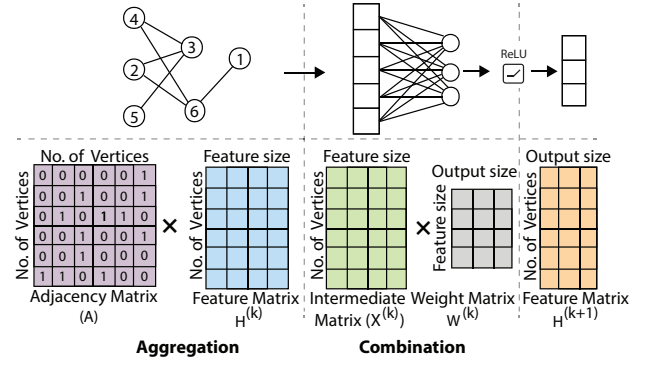 4
3
1
2
5
6
ReLU
No. of Vertices
No. of Vertices
0 0 0 0 0 1
0 0 1 0 0 1
0 1 0 1 1 0
0 0 1 0 0 1
0 0 1 0 0 0
1 1 0 1 0 0
Adjacency Matrix
(A)
×
Feature size
No. of Vertices
Feature Matrix
H(k)
Feature size
No. of Vertices
Intermediate
Matrix (X(k))
×
Output size
Feature size
Weight Matrix
W(k)
Output size
No. of Vertices
Feature Matrix
H(k+1)
Aggregation
Combination